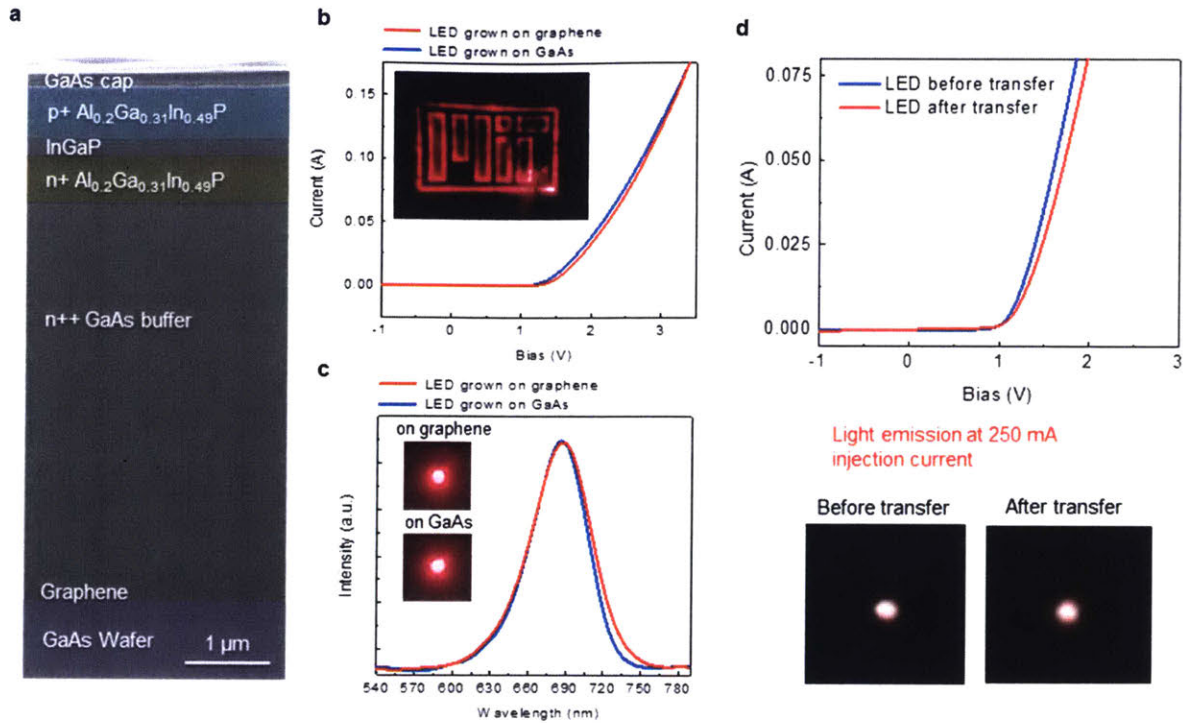 a
GaAs cap
p+ Al0.2Ga0.31In0.49P
InGaP
n+ Al0.2Ga0.31In0.49P
n++ GaAs buffer
Graphene
GaAs Wafer
1 µm
b
LED grown on graphene
LED grown on GaAs
Current (A)
0.15
0.10
0.05
0.00
-1 0 1 2 3
Bias (V)
c
LED grown on graphene
LED grown on GaAs
on graphene
on GaAs
Intensity (a.u.)
540 570 600 630 660 690 720 750 780
Wavelength (nm)
d
LED before transfer
LED after transfer
Current (A)
0.075
0.050
0.025
0.000
-1 0 1 2 3
Bias (V)
Light emission at 250 mA
injection current
Before transfer After transfer